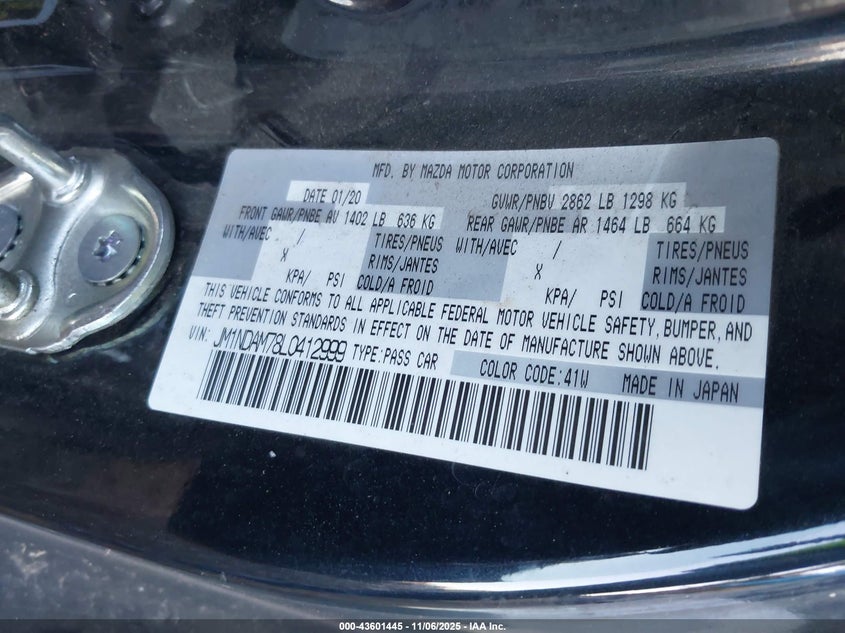 MFD. BY MAZDA MOTOR CORPORATION
DATE 01/20 GVWR/PNBV 2862 LB 1298 KG
FRONT GAWR/PNBE AV 1402 LB 636 KG REAR GAWR/PNBE AR 1464 LB 664 KG
WITH/AVEC / TIRES/PNEUS WITH/AVEC / TIRES/PNEUS
X RIMS/JANTES X RIMS/JANTES
KPA/ PSI COLD/A FROID KPA/ PSI COLD/A FROID
THIS VEHICLE CONFORMS TO ALL APPLICABLE FEDERAL MOTOR VEHICLE SAFETY, BUMPER, AND
THEFT PREVENTION STANDARDS IN EFFECT ON THE DATE OF MANUFACTURE SHOWN ABOVE.
VIN: JM1NDAM78L0412999 TYPE:PASS CAR COLOR CODE:41W MADE IN JAPAN
000-43601445 - 11/06/2025 - IAA Inc.